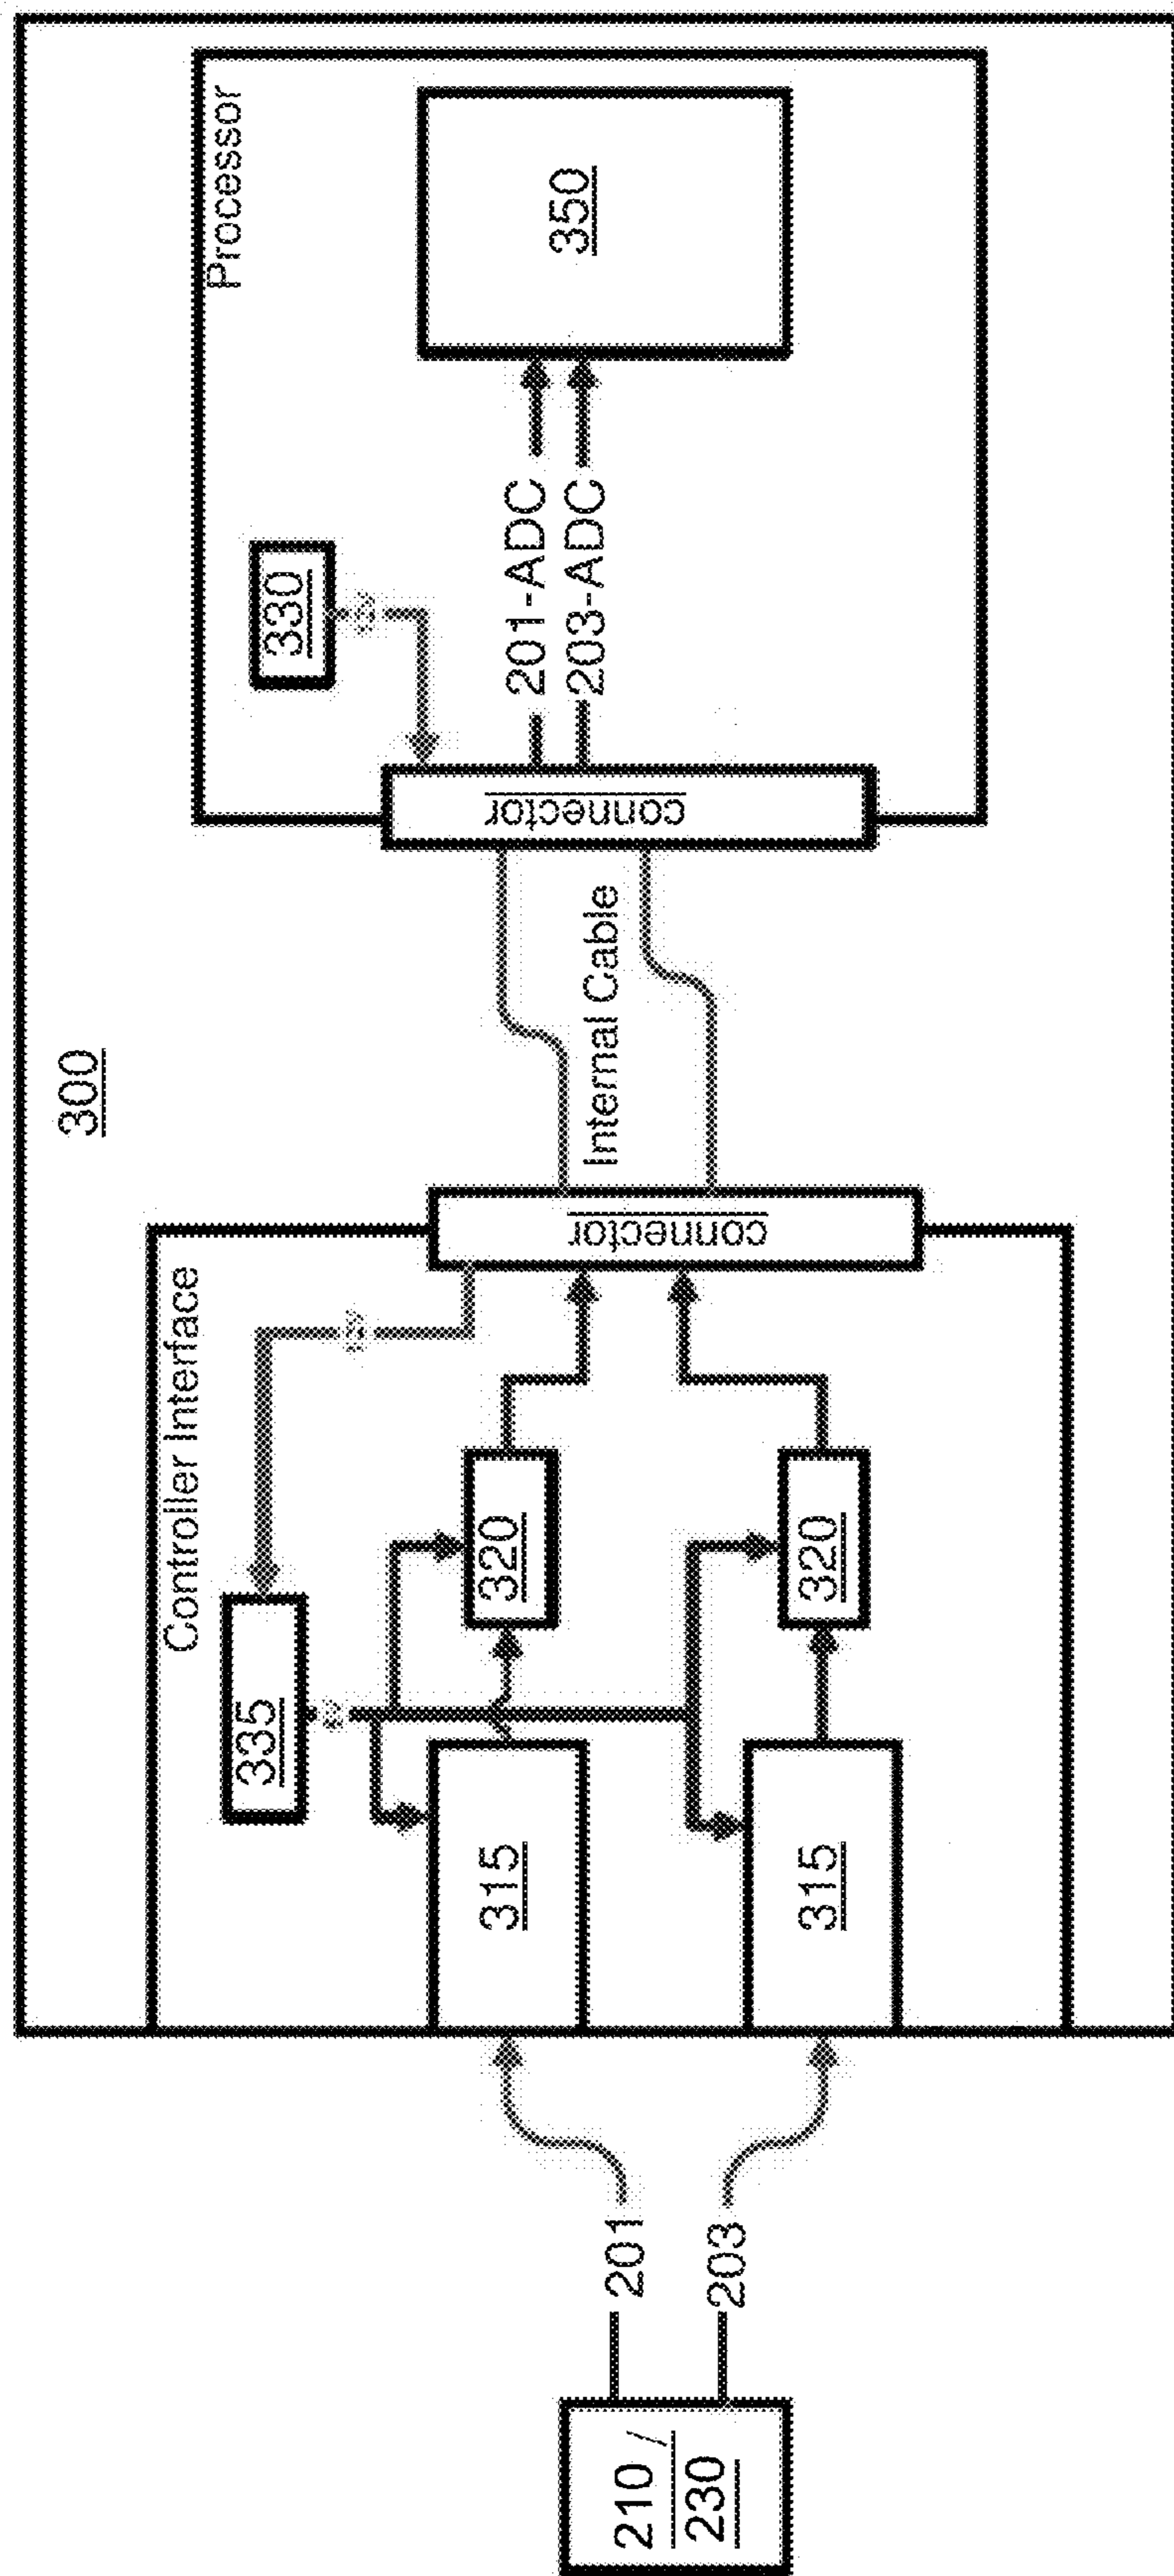 300
Controller Interface
Processor
335
330
210 /
230
201
203
315
315
320
320
connector
Internal Cable
connector
201-ADC
203-ADC
350